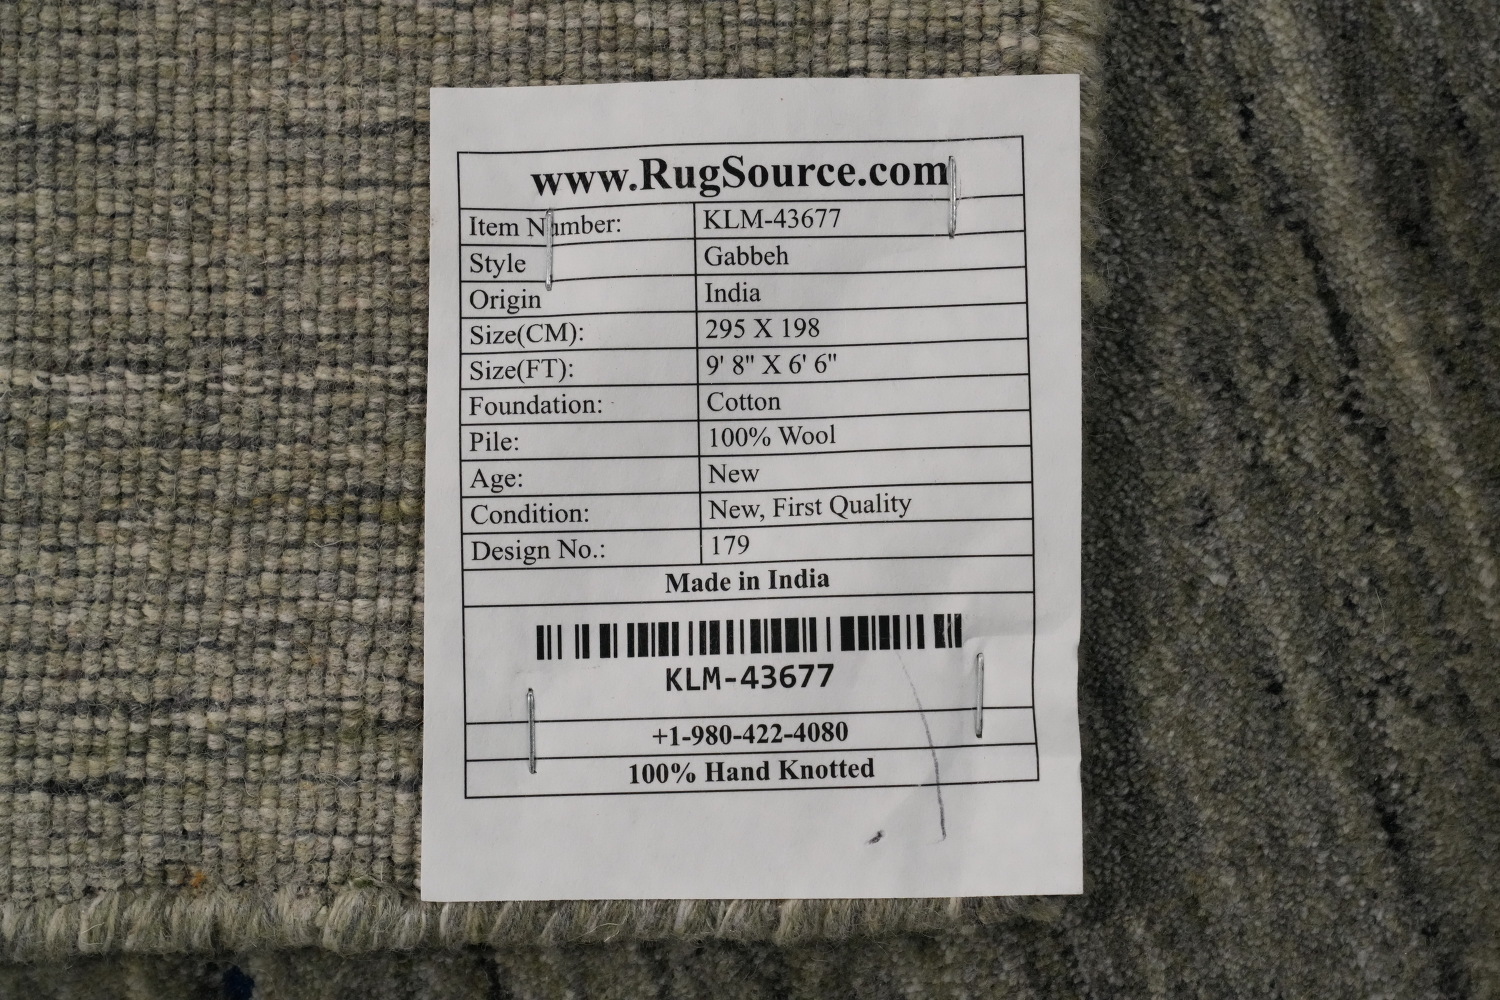 www.RugSource.com
Item Number: KLM-43677
Style Gabbeh
Origin India
Size(CM): 295 X 198
Size(FT): 9' 8" X 6' 6"
Foundation: Cotton
Pile: 100% Wool
Age: New
Condition: New, First Quality
Design No.: 179
Made in India
KLM-43677
+1-980-422-4080
100% Hand Knotted